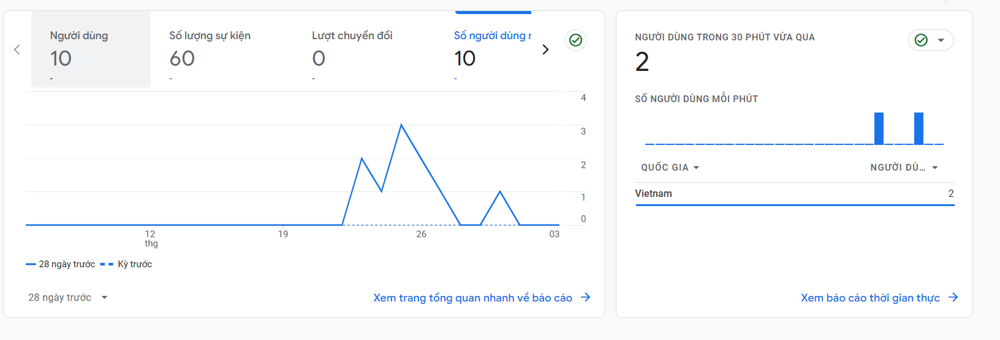 Người dùng
10
-
Số lượng sự kiện
60
-
Lượt chuyển đổi
0
-
Số người dùng
10
-
4
3
2
1
0
12
thg
19
26
03
28 ngày trước
Kỳ trước
28 ngày trước
Xem trang tổng quan nhanh về báo cáo
NGƯỜI DÙNG TRONG 30 PHÚT VỪA QUA
2
SỐ NGƯỜI DÙNG MỖI PHÚT
QUỐC GIA
NGƯỜI DÙ...
Vietnam
2
Xem báo cáo thời gian thực